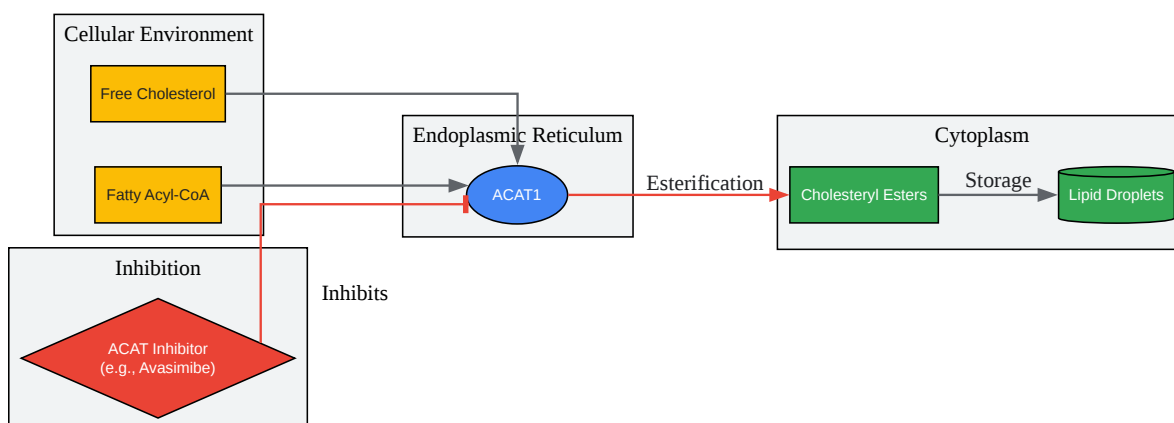 Cellular Environment
Free Cholesterol
Fatty Acyl-CoA
Endoplasmic Reticulum
ACAT1
Esterification
Cytoplasm
Cholesteryl Esters
Storage
Lipid Droplets
Inhibition
Inhibits
ACAT Inhibitor
(e.g., Avasimibe)